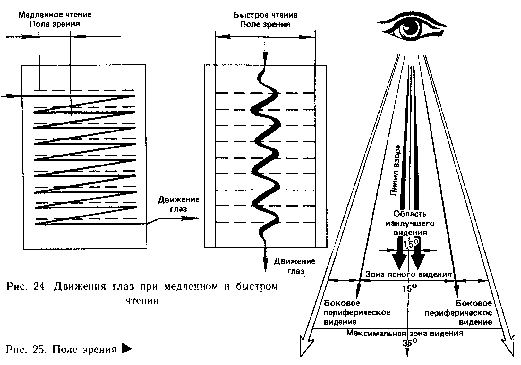 Медленное чтение
Поле зрения
Быстрое чтение
Поле зрения
Движение
глаз
Движение
глаз
Рис. 24 Движения глаз при медленном и быстром
чтении
Рис. 25. Поле зрения
Линия взора
Область
наилучшего
видения
1,5°
Зона ясного видения
15°
Боковое
периферическое
видение
Боковое
периферическое
видение
Максимальная зона видения
35°